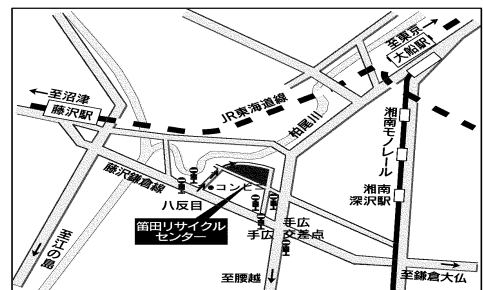 至東京
大船駅
←至沼津
藤沢駅
JR東海道線
柏尾川
湘南モノレール
藤沢鎌倉線
コンビニ
八反目
湘南
深沢駅
笛田リサイクル
センター
手広
手広
交差点
至江の島
至腰越
至鎌倉大仏